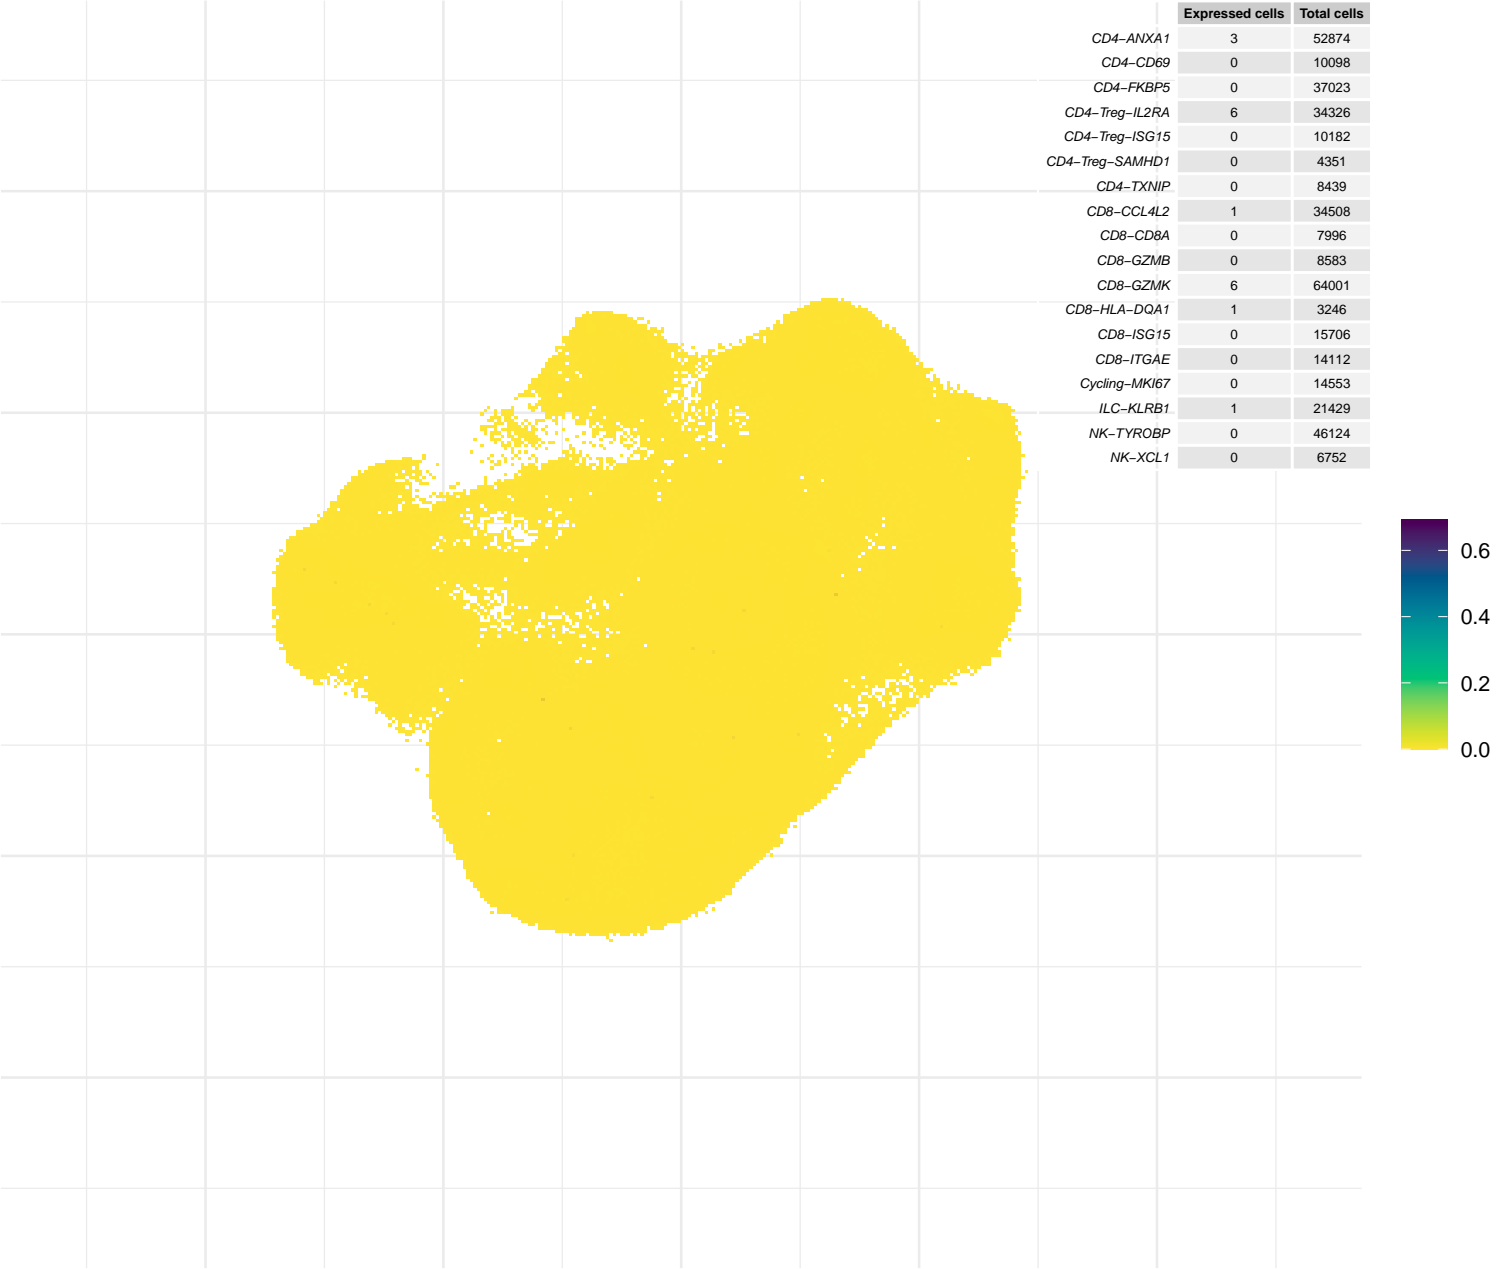 Expressed cells Total cells
CD4−ANXA1 3 52874
CD4−CD69 0 10098
CD4−FKBP5 0 37023
CD4−Treg−IL2RA 6 34326
CD4−Treg−ISG15 0 10182
CD4−Treg−SAMHD1 0 4351
CD4−TXNIP 0 8439
CD8−CCL4L2 1 34508
CD8−CD8A 0 7996
CD8−GZMB 0 8583
CD8−GZMK 6 64001
CD8−HLA−DQA1 1 3246
CD8−ISG15 0 15706
CD8−ITGAE 0 14112
Cycling−MKI67 0 14553
ILC−KLRB1 1 21429
NK−TYROBP 0 46124
NK−XCL1 0 6752
0.6
0.4
0.2
0.0